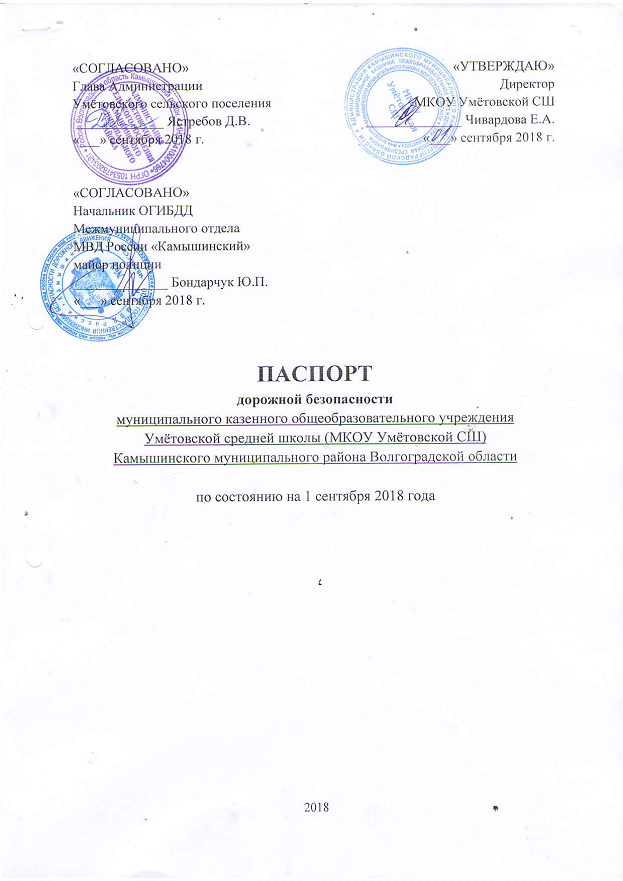 «СОГЛАСОВАНО»
Глава Администрации
Умётовского сельского поселения
Ястребов Д.В.
«___» сентября 2018 г.
«УТВЕРЖДАЮ»
Директор
МКОУ Умётовской СШ
Чивардова Е.А.
«01» сентября 2018 г.
«СОГЛАСОВАНО»
Начальник ОГИБДД
Межмуниципального отдела
МВД России «Камышинский»
майор полиции
Бондарчук Ю.П.
«___» сентября 2018 г.
ПАСПОРТ
дорожной безопасности
муниципального казенного общеобразовательного учреждения
Умётовской средней школы (МКОУ Умётовской СШ)
Камышинского муниципального района Волгоградской области
по состоянию на 1 сентября 2018 года
2018